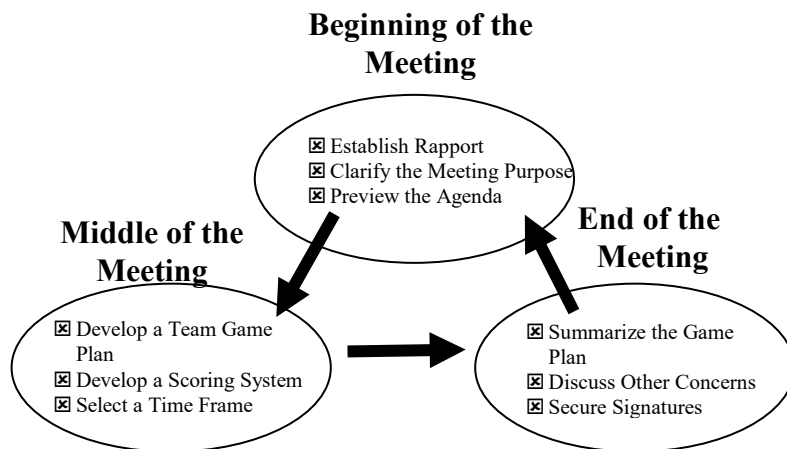 Beginning of the
Meeting
☒ Establish Rapport
☒ Clarify the Meeting Purpose
☒ Preview the Agenda
Middle of the
Meeting
☒ Develop a Team Game
Plan
☒ Develop a Scoring System
☒ Select a Time Frame
End of the
Meeting
☒ Summarize the Game
Plan
☒ Discuss Other Concerns
☒ Secure Signatures